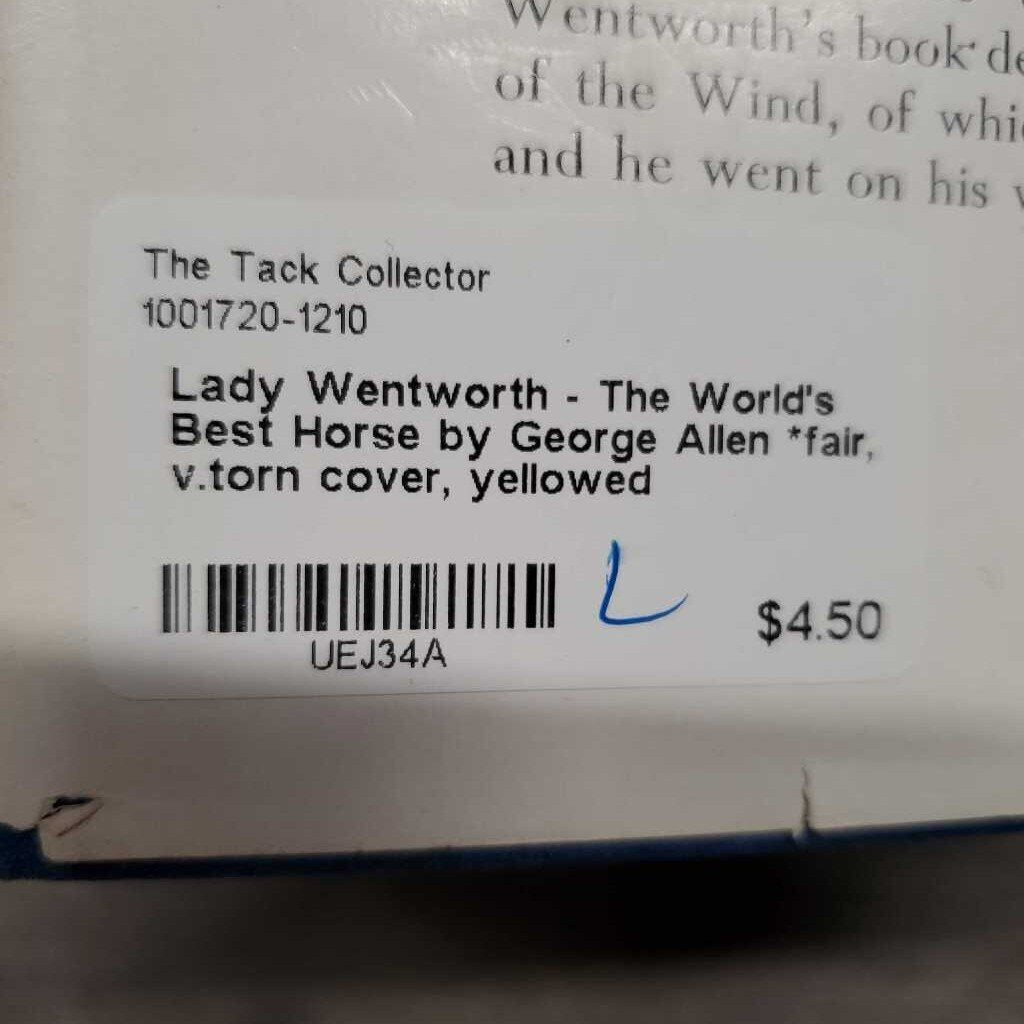 Wentworth's book
of the Wind, of
and he went on his
The Tack Collector
1001720-1210
Lady Wentworth - The World's
Best Horse by George Allen *fair,
v.torn cover, yellowed
L
$4.50
UEJ34A